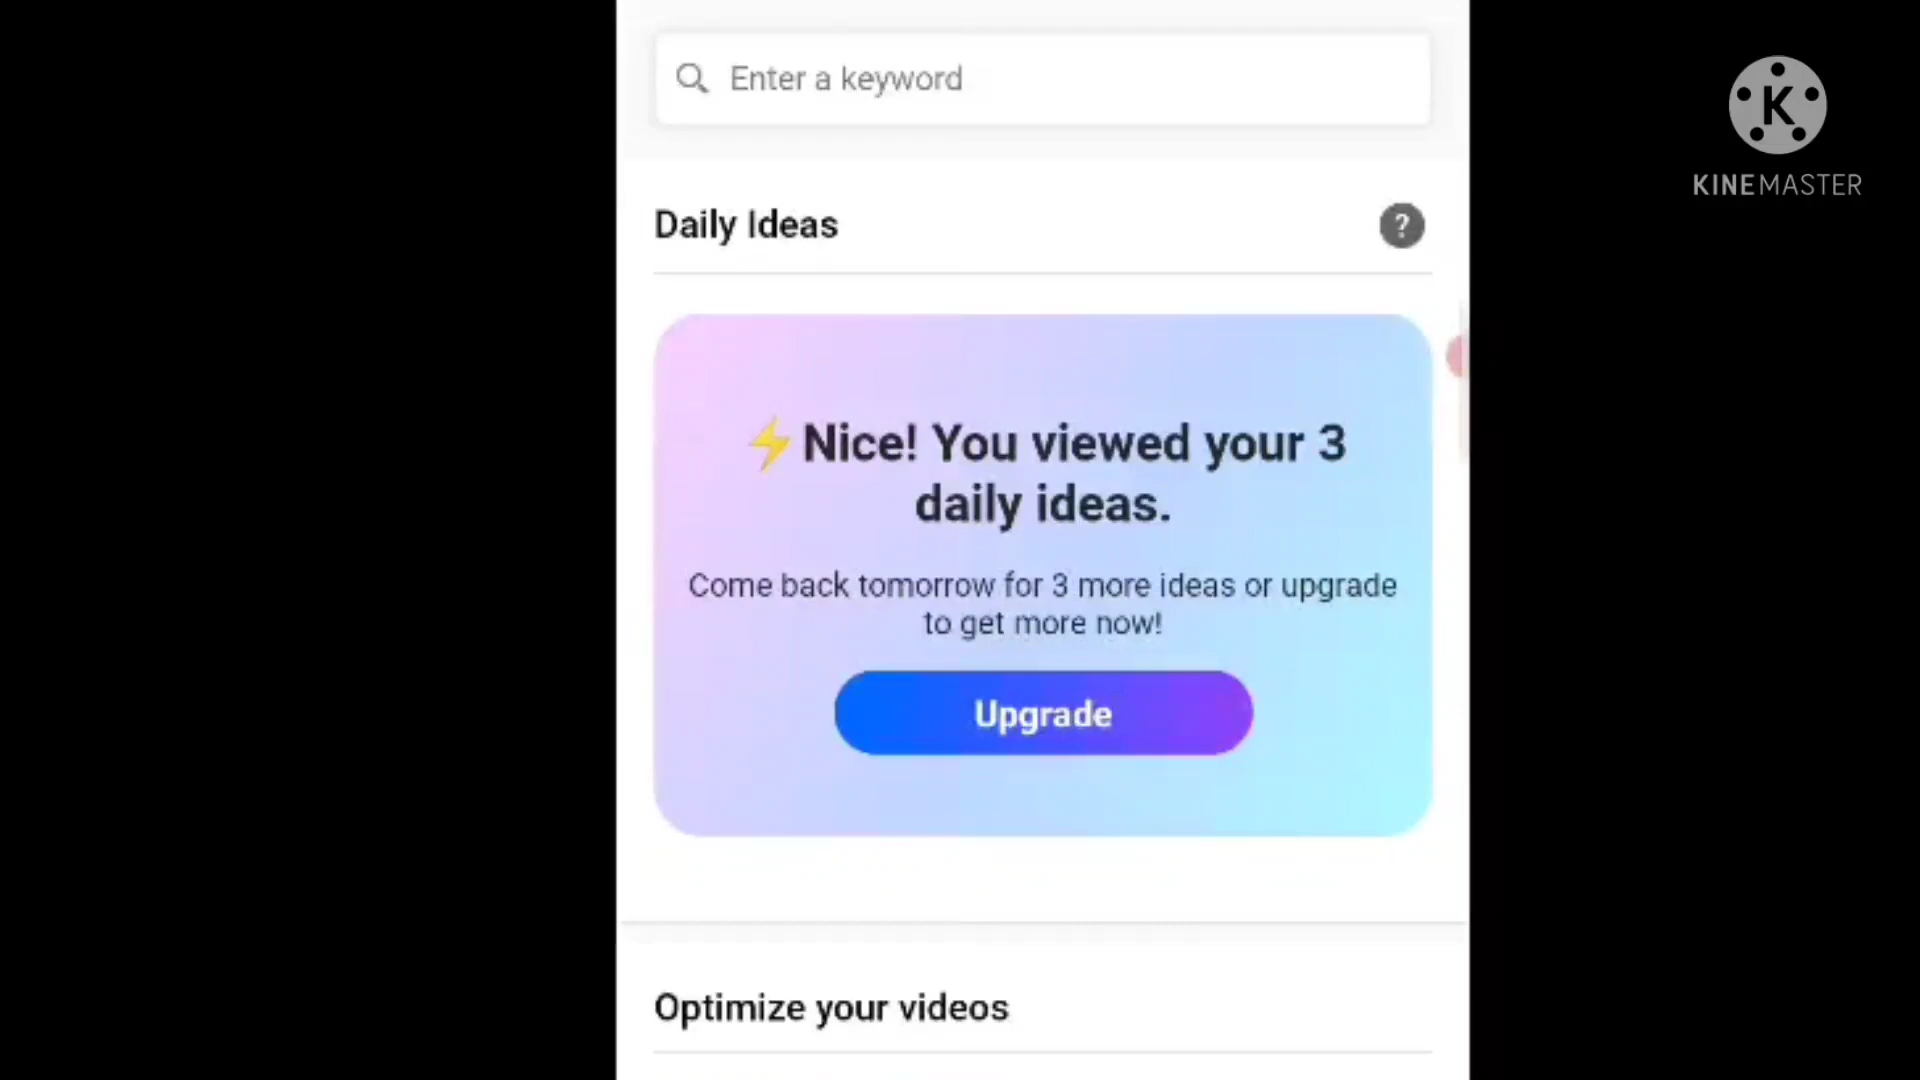 Enter a keyword
K
KINEMASTER
Daily Ideas
?
⚡Nice! You viewed your 3
daily ideas.
Come back tomorrow for 3 more ideas or upgrade
to get more now!
Upgrade
Optimize your videos